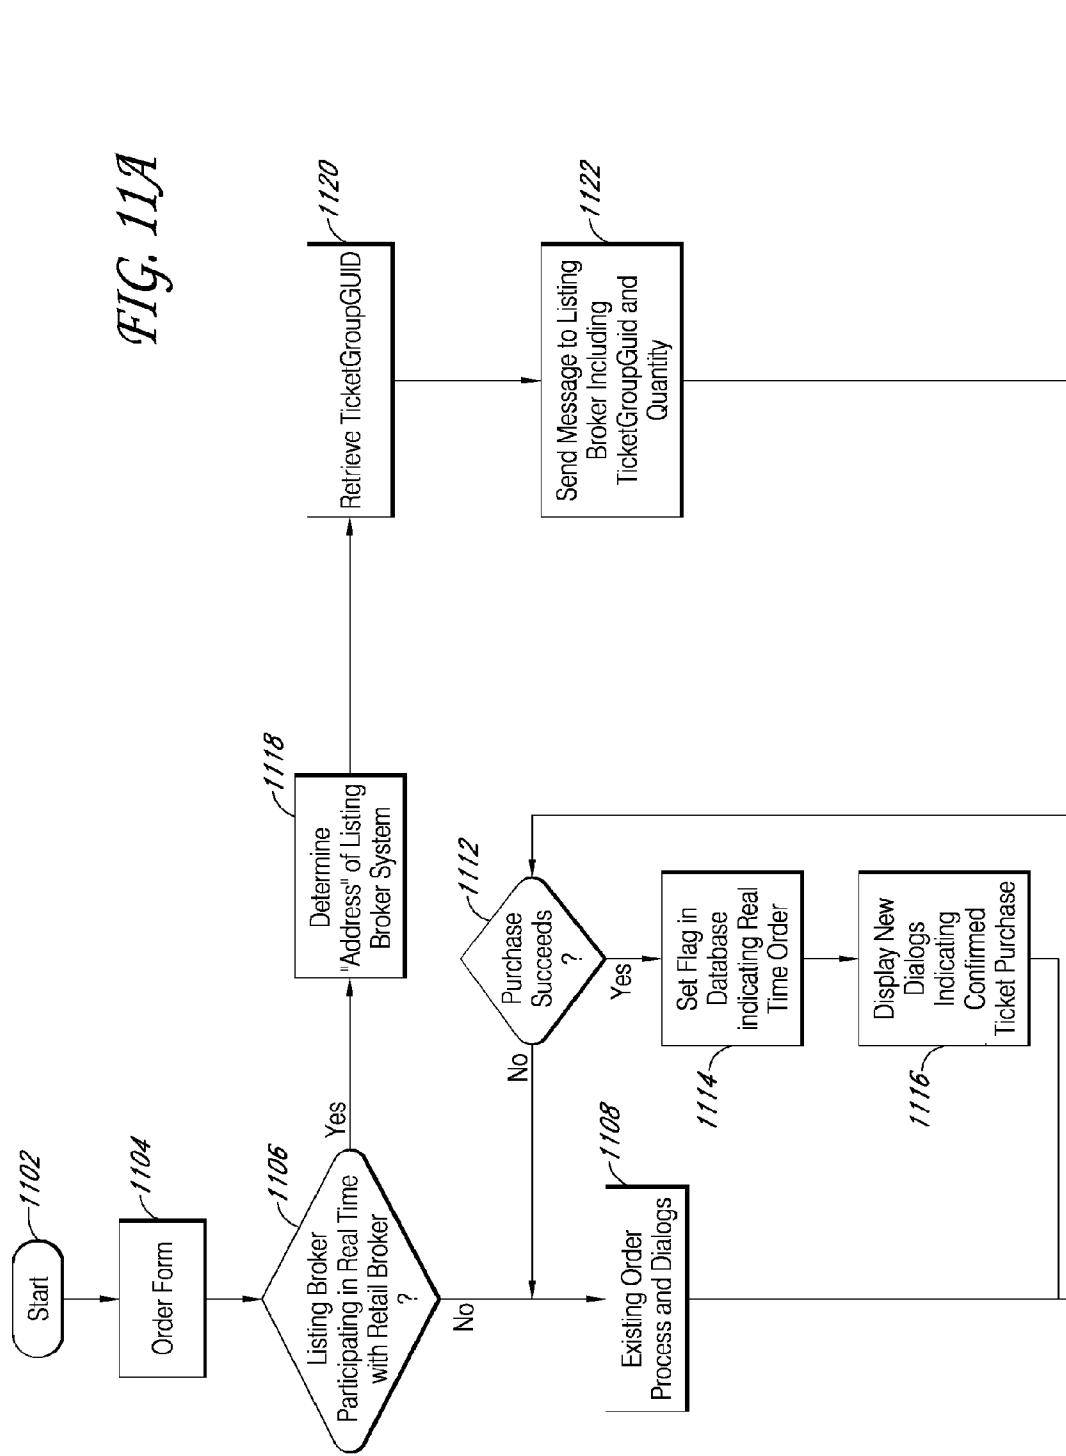 FIG. 11A
1102
Start
1104
Order Form
1106
Listing Broker
Participating in Real Time
with Retail Broker
?
Yes
No
1118
Determine
"Address" of Listing
Broker System
1120
Retrieve TicketGroupGUID
1122
Send Message to Listing
Broker Including
TicketGroupGuid and
Quantity
1112
Purchase
Succeeds
?
No
Yes
1114
Set Flag in
Database
indicating Real
Time Order
1116
Display New
Dialogs
Indicating
Confirmed
Ticket Purchase
1108
Existing Order
Process and Dialogs